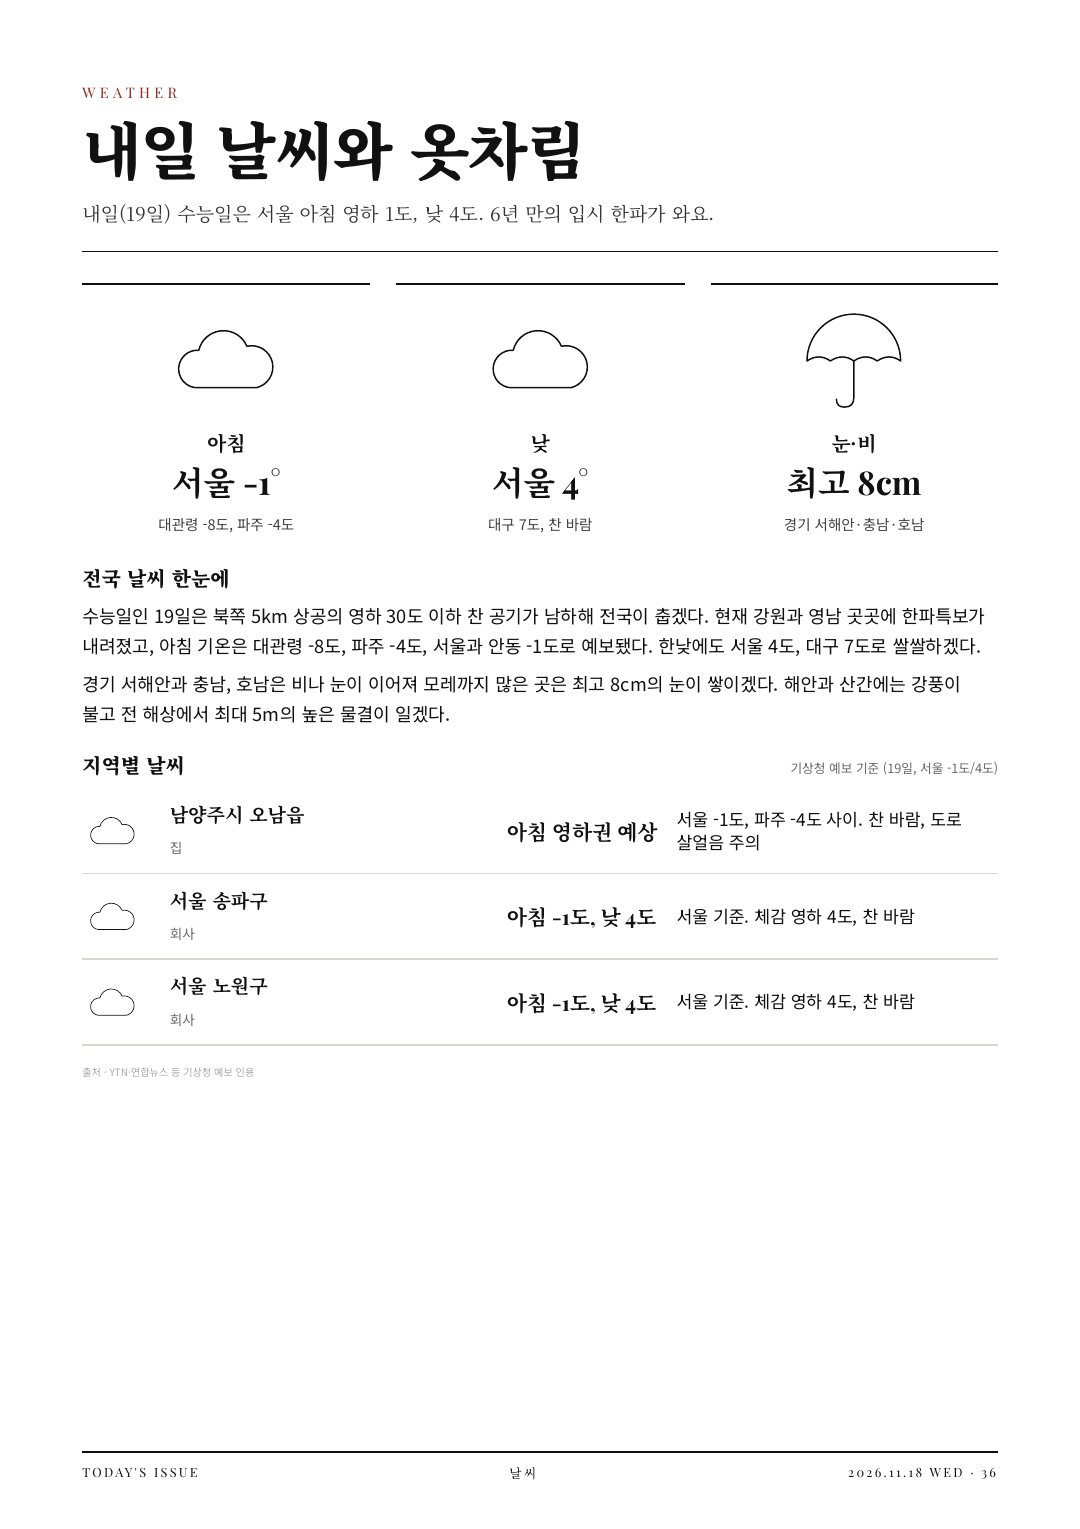 WEATHER
내일 날씨와 옷차림
내일(19일) 수능일은 서울 아침 영하 1도, 낮 4도. 6년 만의 입시 한파가 와요.
아침
서울 -1°
대관령 -8도, 파주 -4도
낮
서울 4°
대구 7도, 찬 바람
눈·비
최고 8cm
경기 서해안·충남·호남
전국 날씨 한눈에
수능일인 19일은 북쪽 5km 상공의 영하 30도 이하 찬 공기가 남하해 전국이 춥겠다. 현재 강원과 영남 곳곳에 한파특보가
내려졌고, 아침 기온은 대관령 -8도, 파주 -4도, 서울과 안동 -1도로 예보됐다. 한낮에도 서울 4도, 대구 7도로 쌀쌀하겠다.
경기 서해안과 충남, 호남은 비나 눈이 이어져 모레까지 많은 곳은 최고 8cm의 눈이 쌓이겠다. 해안과 산간에는 강풍이
불고 전 해상에서 최대 5m의 높은 물결이 일겠다.
지역별 날씨
기상청 예보 기준 (19일, 서울 -1도/4도)
남양주시 오남읍
집
아침 영하권 예상
서울 -1도, 파주 -4도 사이. 찬 바람, 도로
살얼음 주의
서울 송파구
회사
아침 -1도, 낮 4도
서울 기준. 체감 영하 4도, 찬 바람
서울 노원구
회사
아침 -1도, 낮 4도
서울 기준. 체감 영하 4도, 찬 바람
출처 · YTN·연합뉴스 등 기상청 예보 인용
TODAY'S ISSUE
날씨
2026.11.18 WED · 36